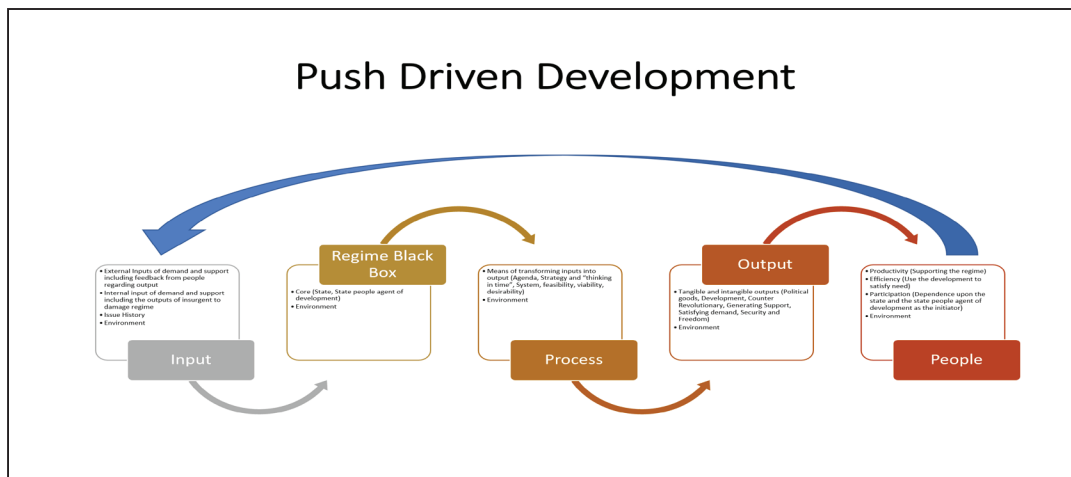 Push Driven Development
• External Inputs of demand and support
including feedback from people
regarding output
• Internal input of demand and support
including the outputs of insurgent to
damage regime
• Issue History
• Environment
Input
Regime Black
Box
• Core (State, State people agent of
development)
• Environment
• Means of transforming inputs into
output (Agenda, Strategy and "thinking
in time", System, feasibility, viability,
desirability)
• Environment
Process
Output
• Tangible and intangible outputs (Political
goods, Development, Counter
Revolutionary, Generating Support,
Satisfying demand, Security and
Freedom)
• Environment
• Productivity (Supporting the regime)
• Efficiency (Use the development to
satisfy need)
• Participation (Dependence upon the
state and the state people agent of
development as the initiator)
• Environment
People